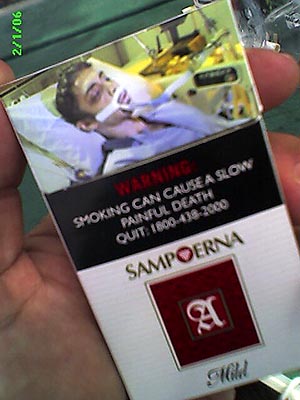 2/1/06
WARNING:
SMOKING CAN CAUSE A SLOW
PAINFUL DEATH
QUIT: 1800-438-2000
SAMPOERNA
A
Mild